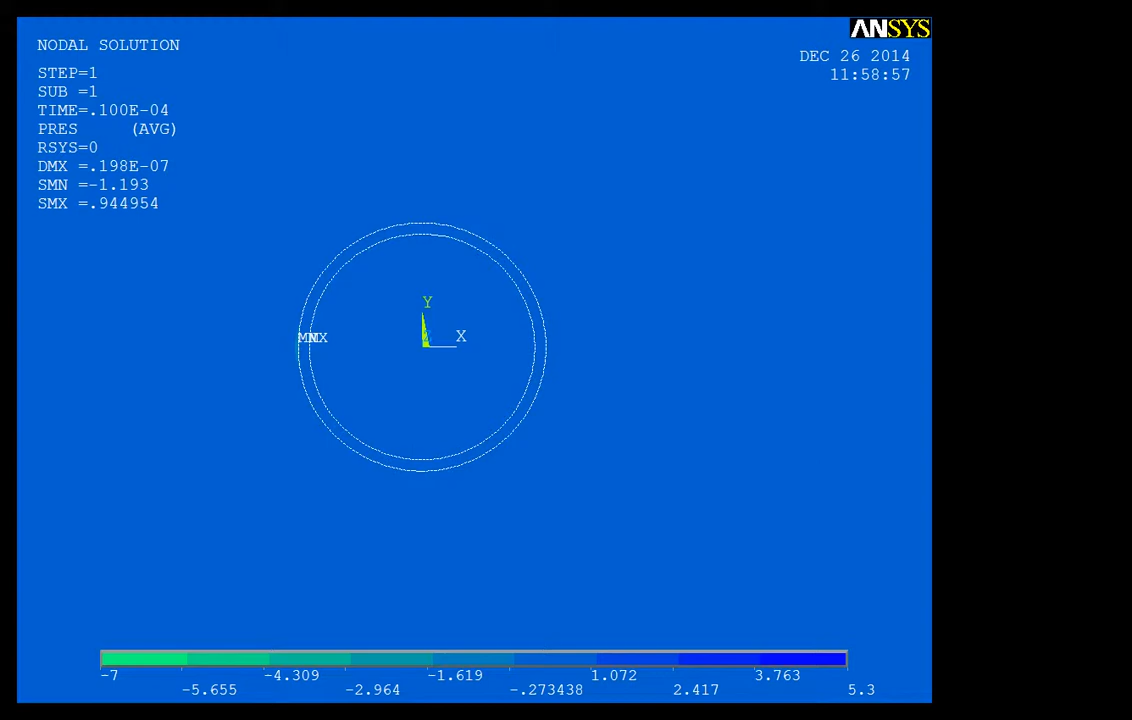 ANSYS
NODAL SOLUTION
DEC 26 2014
11:58:57
STEP=1
SUB =1
TIME=.100E-04
PRES (AVG)
RSYS=0
DMX =.198E-07
SMN =-1.193
SMX =.944954
Y
X
MN
MX
-7 -4.309 -1.619 1.072 3.763
-5.655 -2.964 -.273438 2.417 5.3